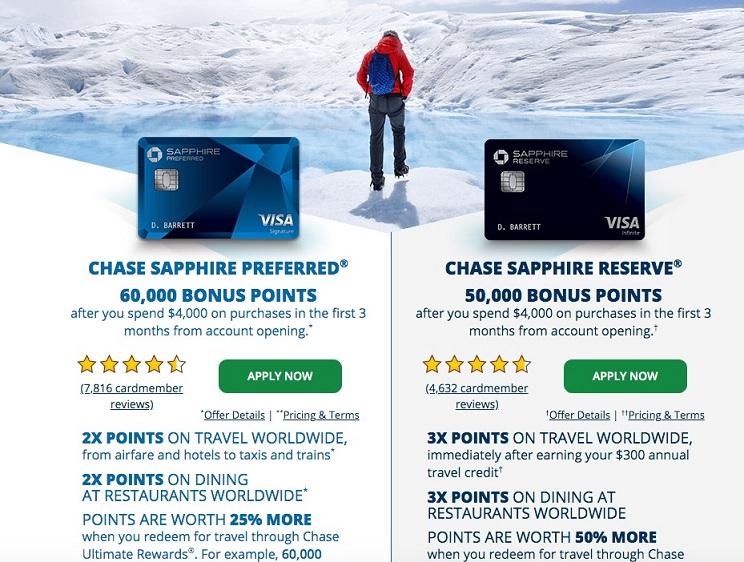 SAPPHIRE
PREFERRED
D. BARRETT
VISA
Signature
CHASE SAPPHIRE PREFERRED®
60,000 BONUS POINTS
after you spend $4,000 on purchases in the first 3
months from account opening.*
(7,816 cardmember
reviews)
APPLY NOW
*Offer Details | **Pricing & Terms
2X POINTS ON TRAVEL WORLDWIDE,
from airfare and hotels to taxis and trains*
2X POINTS ON DINING
AT RESTAURANTS WORLDWIDE*
POINTS ARE WORTH 25% MORE
when you redeem for travel through Chase
Ultimate Rewards®. For example, 60,000
SAPPHIRE
RESERVE
D. BARRETT
VISA
Infinite
CHASE SAPPHIRE RESERVE®
50,000 BONUS POINTS
after you spend $4,000 on purchases in the first 3
months from account opening.†
(4,632 cardmember
reviews)
APPLY NOW
†Offer Details | ††Pricing & Terms
3X POINTS ON TRAVEL WORLDWIDE,
immediately after earning your $300 annual
travel credit†
3X POINTS ON DINING AT
RESTAURANTS WORLDWIDE
POINTS ARE WORTH 50% MORE
when you redeem for travel through Chase